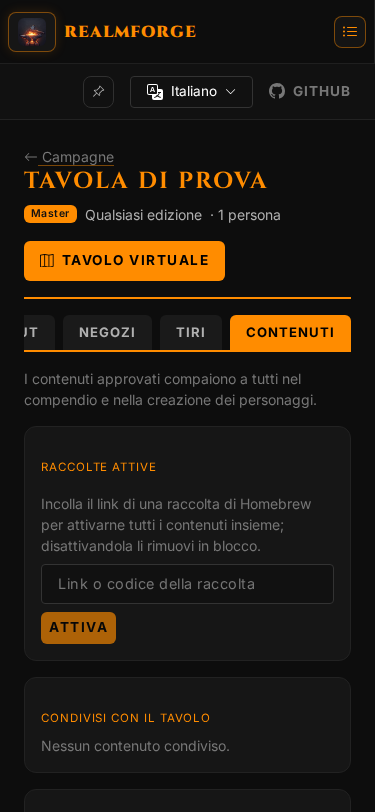 REALMFORGE
Italiano
GITHUB
← Campagne
TAVOLA DI PROVA
Master Qualsiasi edizione · 1 persona
TAVOLO VIRTUALE
UT NEGOZI TIRI CONTENUTI
I contenuti approvati compaiono a tutti nel
compendio e nella creazione dei personaggi.
RACCOLTE ATTIVE
Incolla il link di una raccolta di Homebrew
per attivarne tutti i contenuti insieme;
disattivandola li rimuovi in blocco.
Link o codice della raccolta
ATTIVA
CONDIVISI CON IL TAVOLO
Nessun contenuto condiviso.